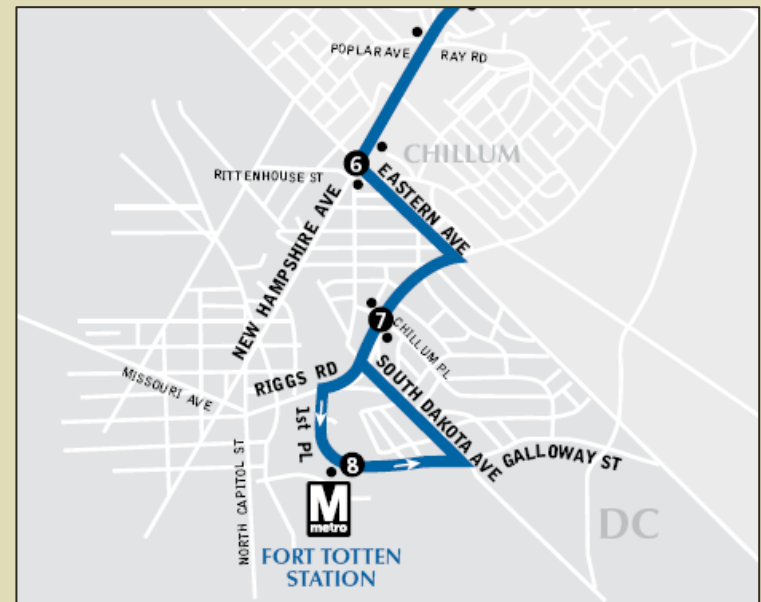 POPLAR AVE
RAY RD
CHILLUM
6
RITTENHOUSE ST
EASTERN AVE
NEW HAMPSHIRE AVE
7
CHILLUM PL
MISSOURI AVE
RIGGS RD
SOUTH DAKOTA AVE
1st PL
8
GALLOWAY ST
NORTH CAPITOL ST
M
metro
DC
FORT TOTTEN
STATION